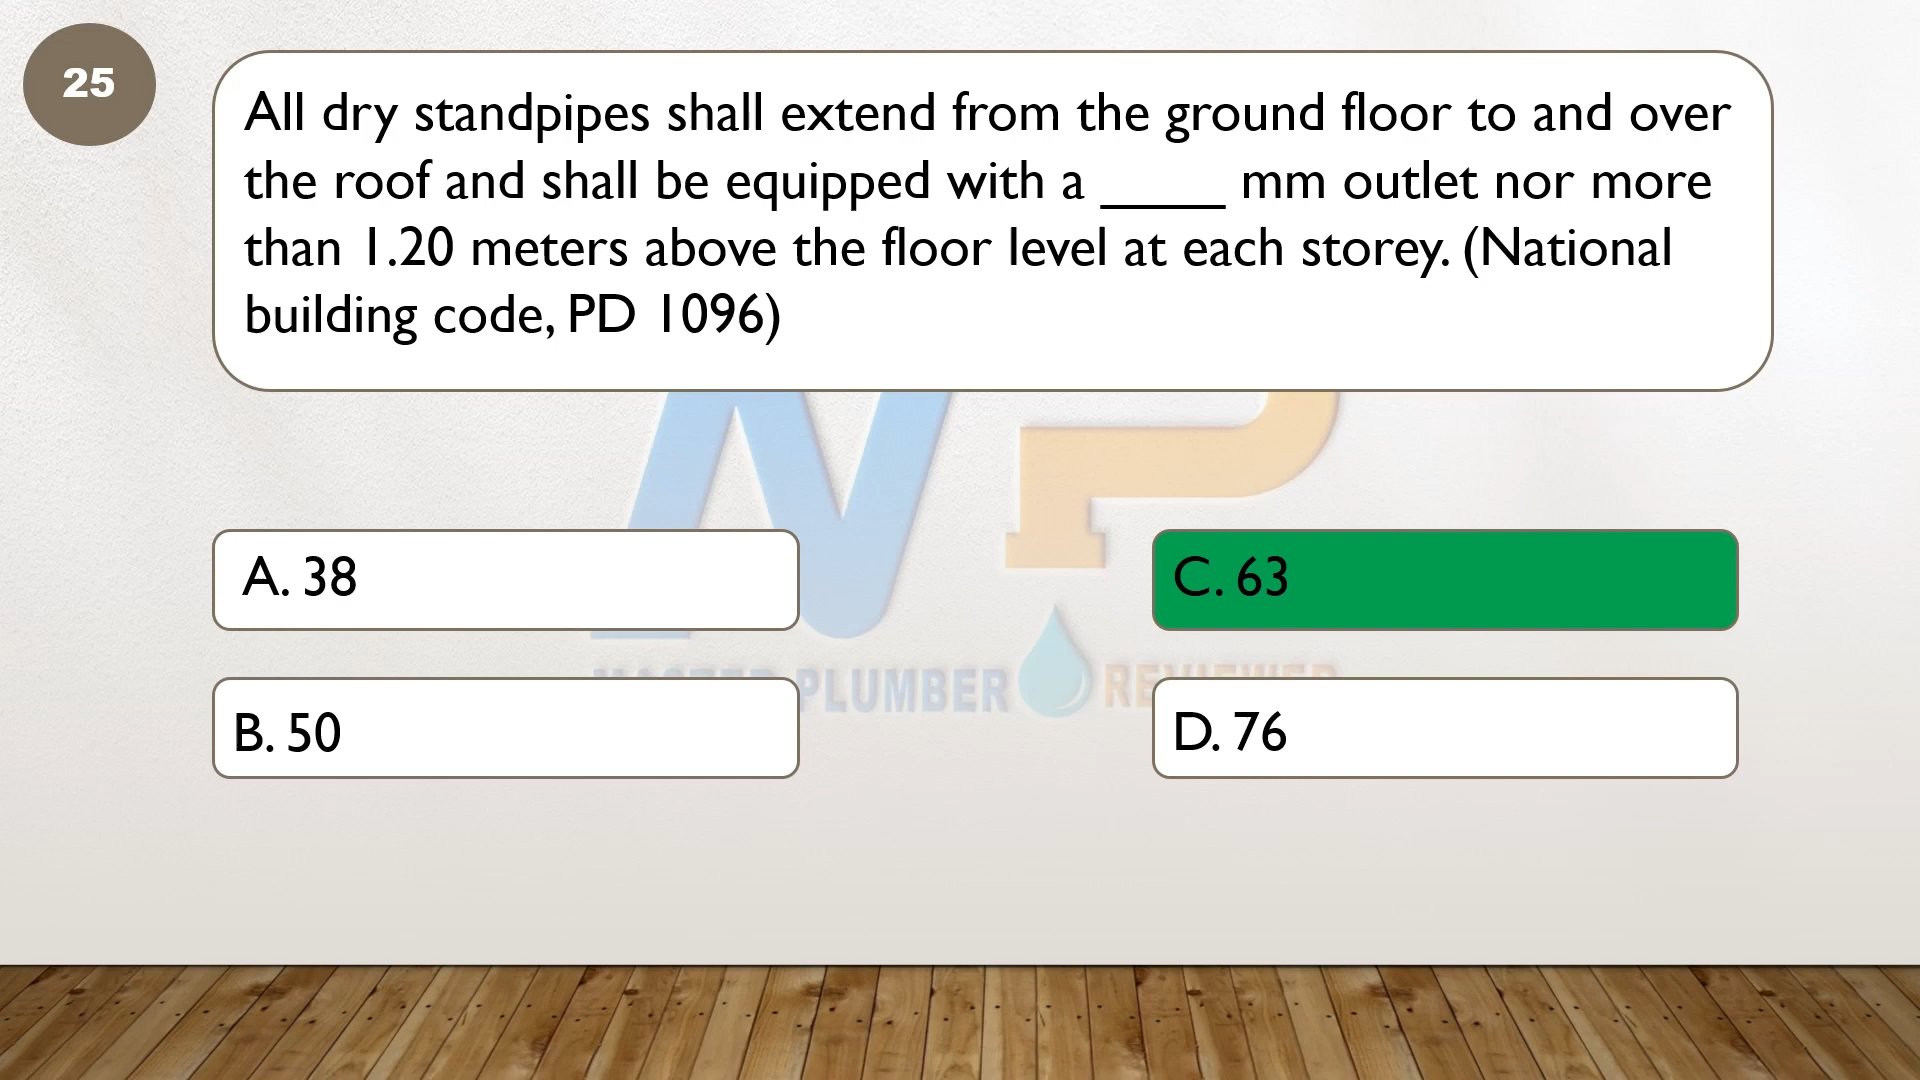 25
All dry standpipes shall extend from the ground floor to and over
the roof and shall be equipped with a _____ mm outlet nor more
than 1.20 meters above the floor level at each storey. (National
building code, PD 1096)
A. 38
C. 63
MASTER PLUMBER REVIEWER
B. 50
D. 76